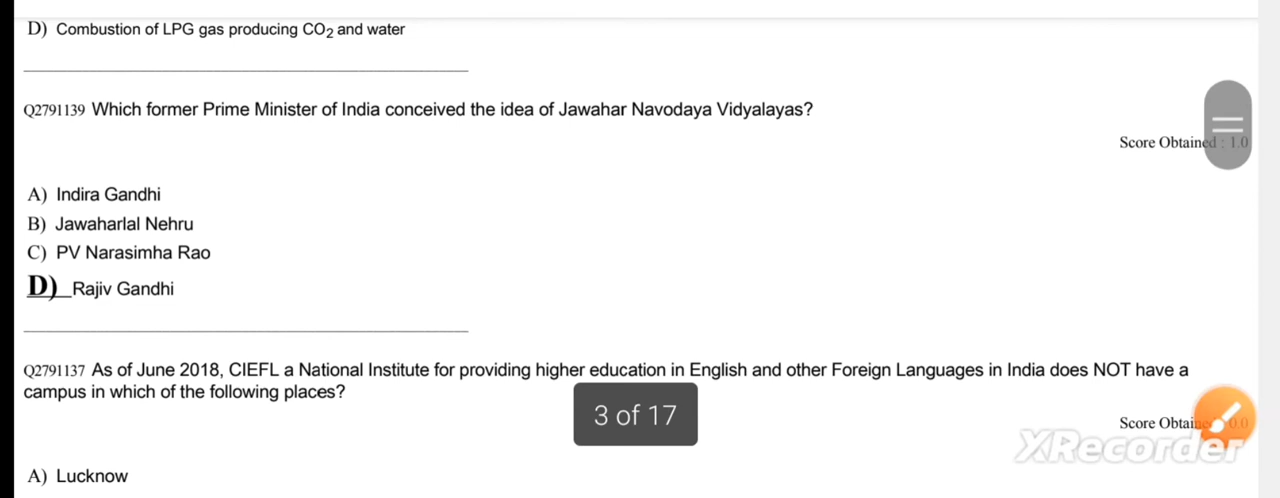 D) Combustion of LPG gas producing CO2 and water
Q2791139 Which former Prime Minister of India conceived the idea of Jawahar Navodaya Vidyalayas?
Score Obtained : 1.0
A) Indira Gandhi
B) Jawaharlal Nehru
C) PV Narasimha Rao
D) Rajiv Gandhi
Q2791137 As of June 2018, CIEFL a National Institute for providing higher education in English and other Foreign Languages in India does NOT have a
campus in which of the following places?
3 of 17
Score Obtained : 0.0
XRecorder
A) Lucknow